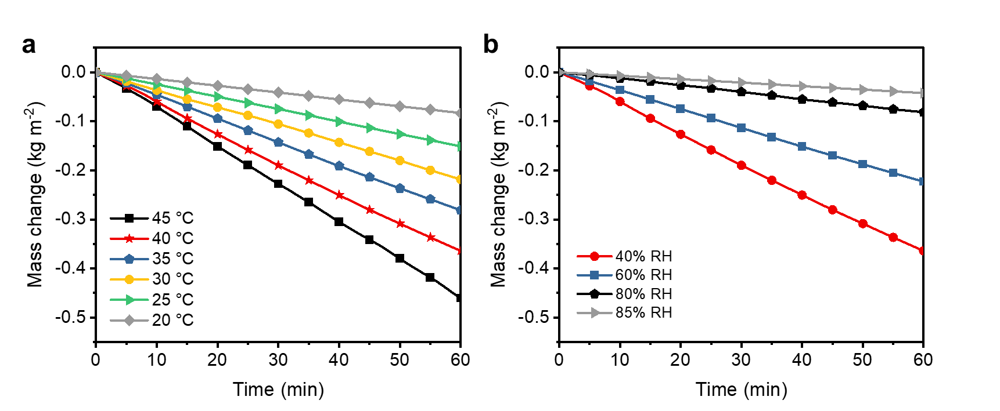 a
0.0
-0.1
-0.2
-0.3
-0.4
-0.5
Mass change (kg m⁻²)
45 °C
40 °C
35 °C
30 °C
25 °C
20 °C
0 10 20 30 40 50 60
Time (min)
b
0.0
-0.1
-0.2
-0.3
-0.4
-0.5
Mass change (kg m⁻²)
40% RH
60% RH
80% RH
85% RH
0 10 20 30 40 50 60
Time (min)